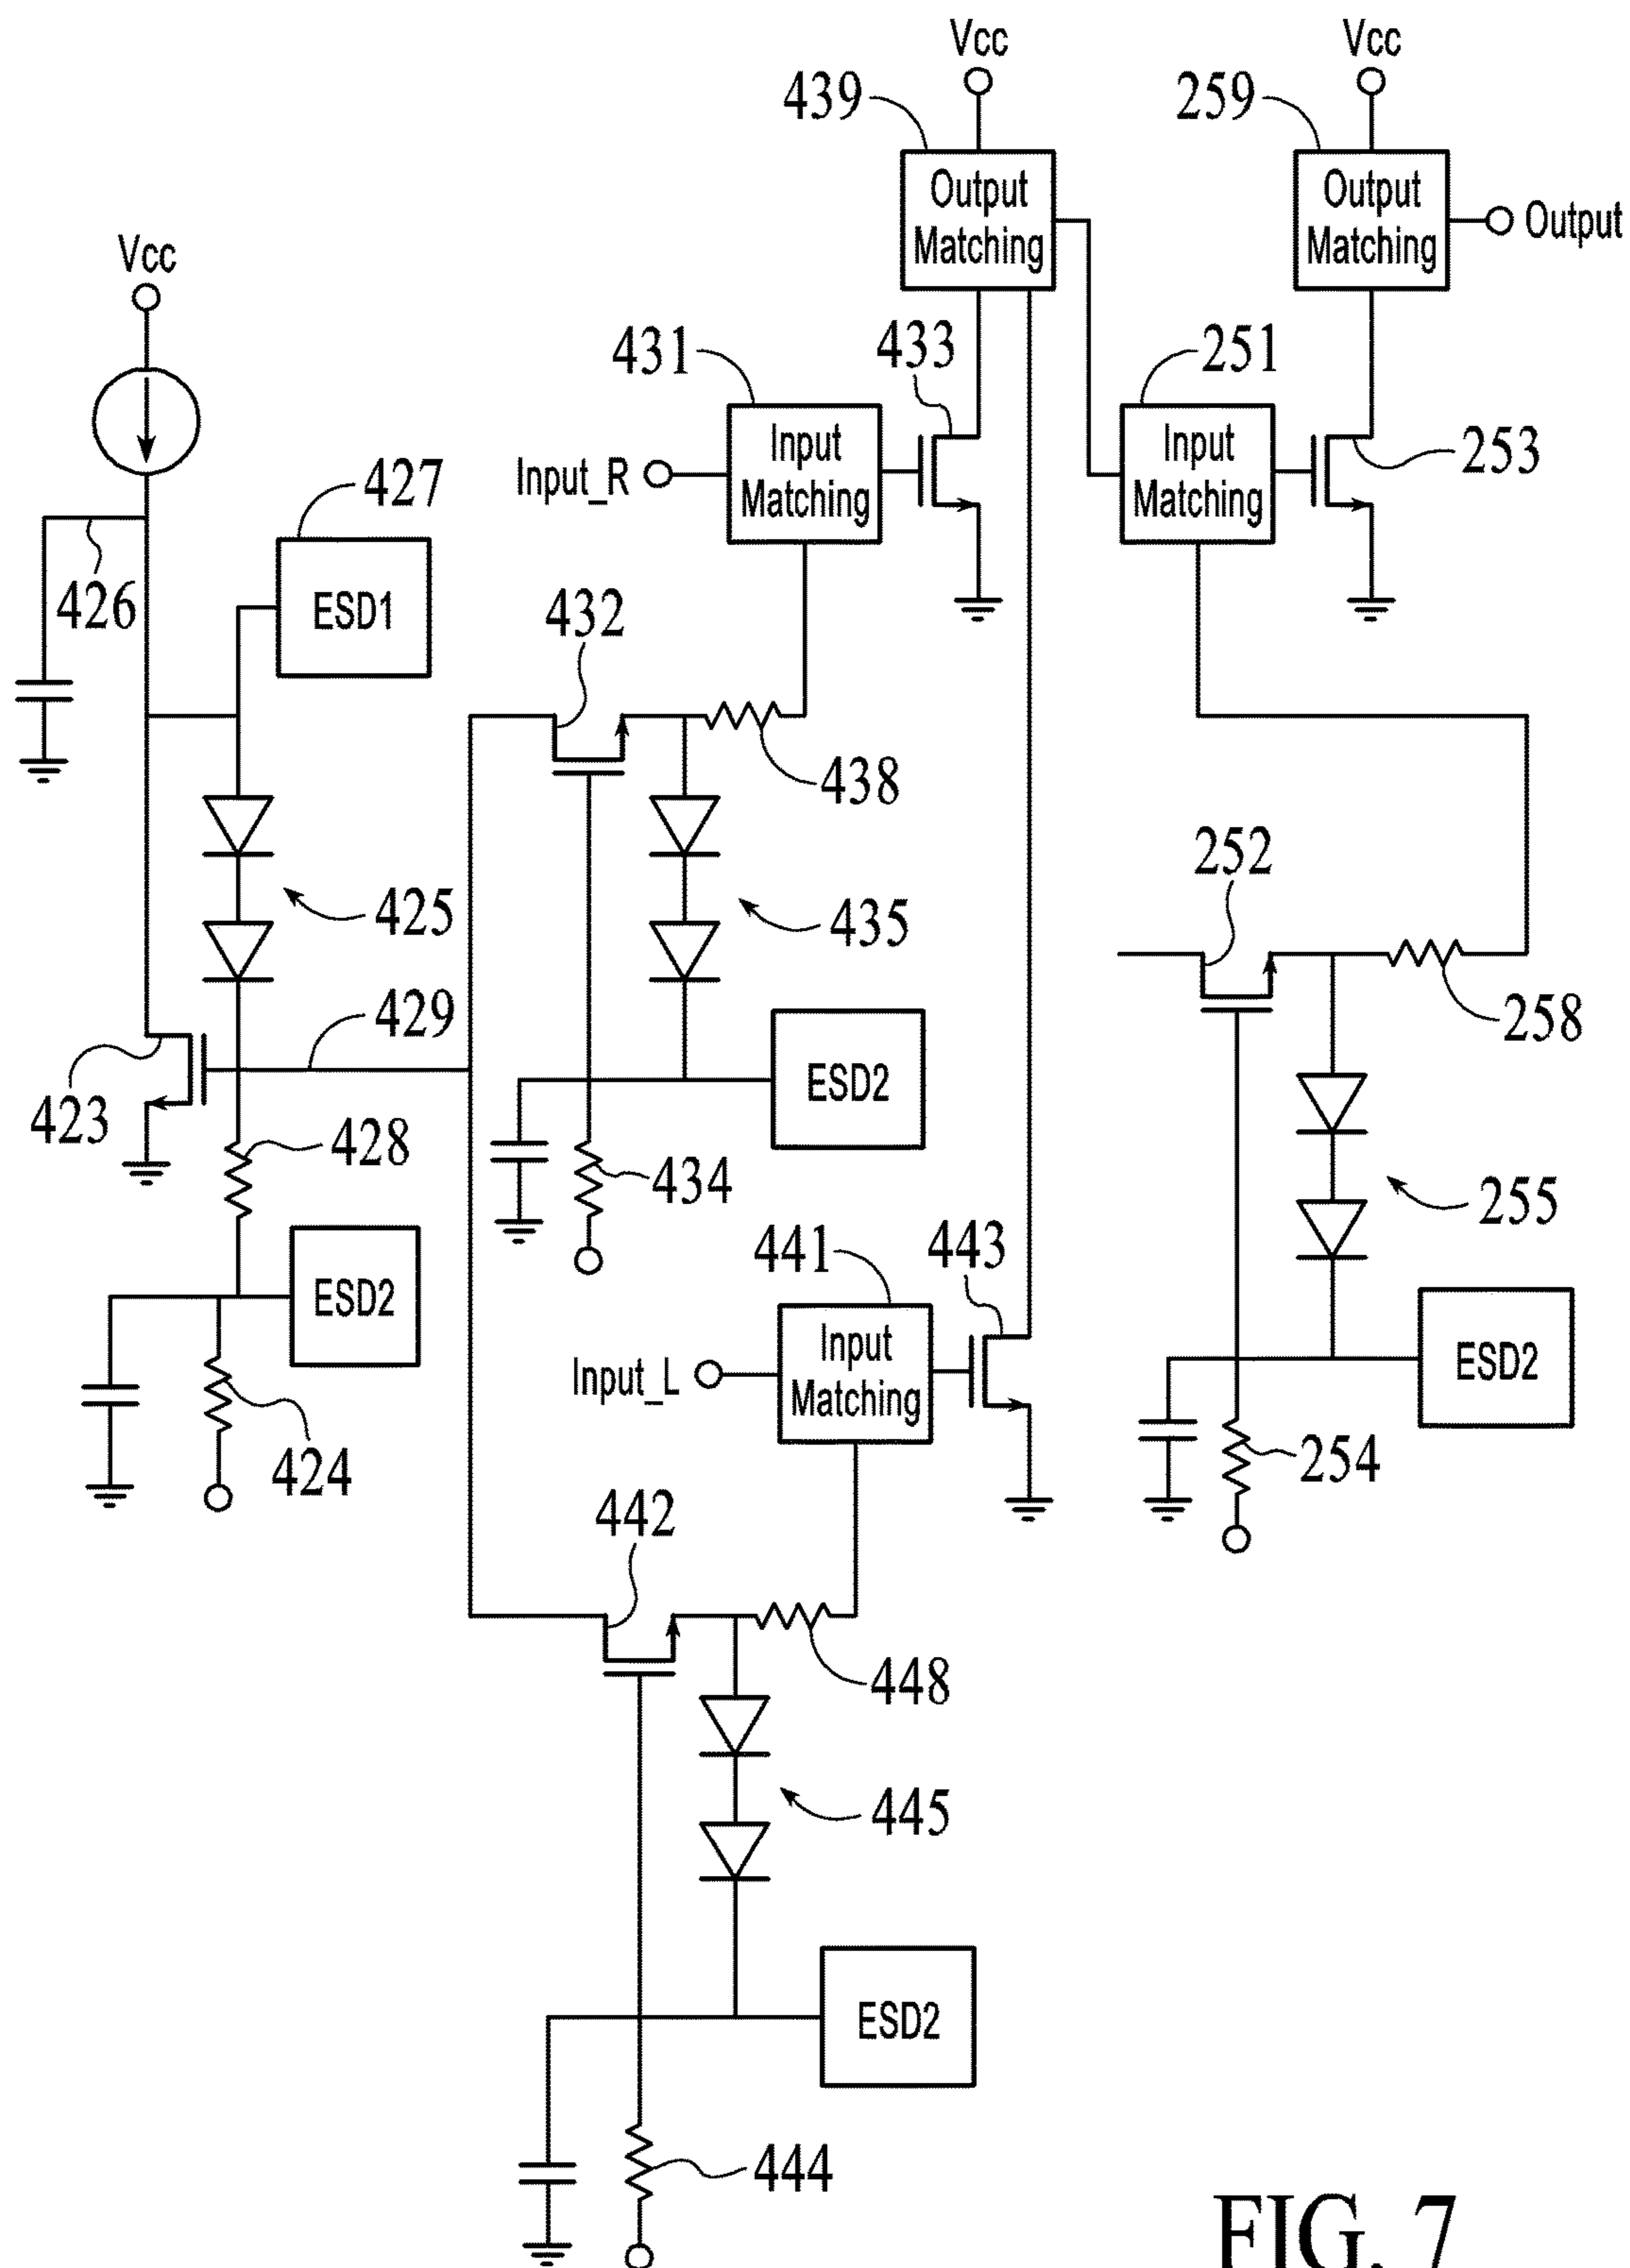 Vcc
Vcc
439
259
Output
Matching
Output
Matching
Output
Vcc
431
433
251
Input_R
Input
Matching
Input
Matching
253
427
ESD1
426
432
438
252
425
435
429
258
423
428
ESD2
434
255
441
443
ESD2
Input_L
Input
Matching
ESD2
424
254
442
448
445
ESD2
444
FIG. 7